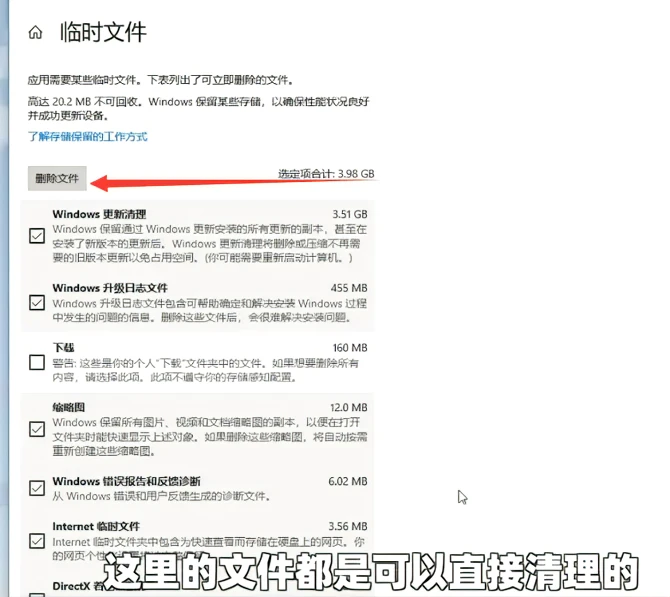 临时文件
应用需要某些临时文件。下表列出了可立即删除的文件。
高达 20.2 MB 不可回收。Windows 保留某些存储，以确保性能状况良好
并成功更新设备。
了解存储保留的工作方式
删除文件
选定项合计: 3.98 GB
Windows 更新清理 3.51 GB
Windows 保留通过 Windows 更新安装的所有更新的副本，甚至在
安装了新版本的更新后。Windows 更新清理将删除或压缩不再需
要的旧版本更新以免占用空间。(你可能需要重新启动计算机。)
Windows 升级日志文件 455 MB
Windows 升级日志文件包含可帮助确定和解决安装 Windows 过程
中发生的问题的信息。删除这些文件后，会很难解决安装问题。
下载 160 MB
警告: 这些是你的个人“下载”文件夹中的文件。如果想要删除所有
内容，请选择此项。此项不遵守你的存储感知配置。
缩略图 12.0 MB
Windows 保留所有图片、视频和文档缩略图的副本，以便在打开
文件夹时能快速显示上述对象。如果删除这些缩略图，将自动按需
重新创建这些缩略图。
Windows 错误报告和反馈诊断 6.02 MB
从 Windows 错误和用户反馈生成的诊断文件。
Internet 临时文件 3.56 MB
Internet 临时文件夹中包含为快速查看而存储在硬盘上的网页。你
的网页个性化
这里的文件都是可以直接清理的
DirectX 着